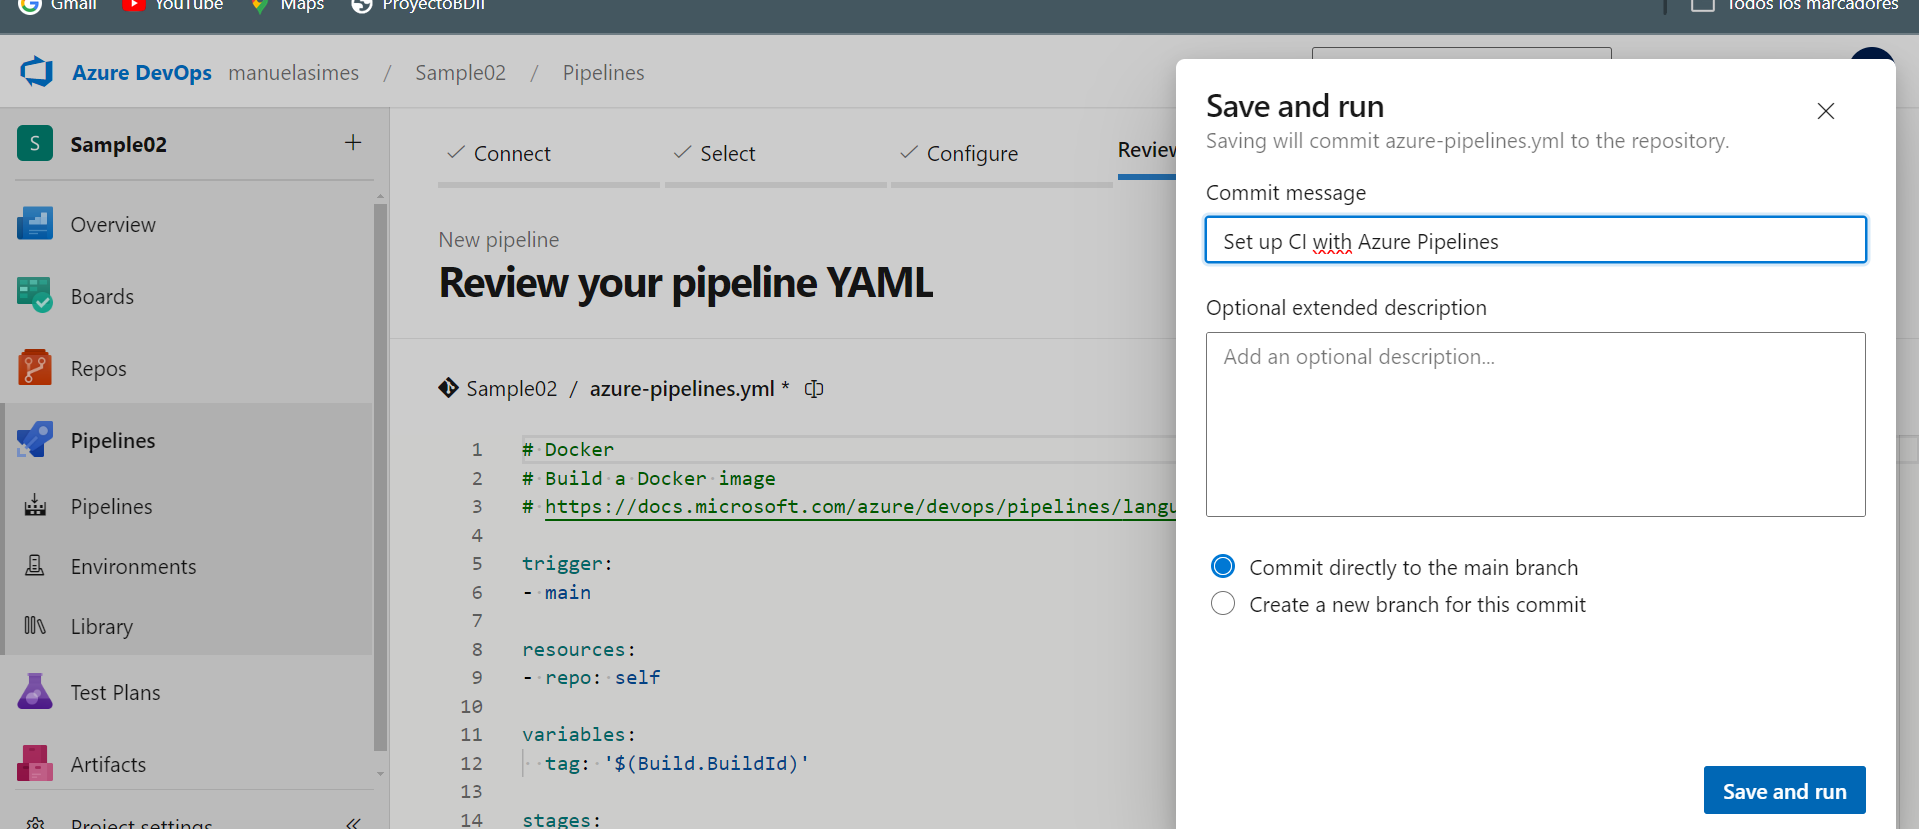 Gmail YouTube Maps ProyectoBDII Todos los marcadores
Azure DevOps manuelasimes / Sample02 / Pipelines
S Sample02 +
Overview
Boards
Repos
Pipelines
Pipelines
Environments
Library
Test Plans
Artifacts
Project settings
Connect Select Configure Review
New pipeline
Review your pipeline YAML
Sample02 / azure-pipelines.yml *
1 # Docker
2 # Build a Docker image
3 # https://docs.microsoft.com/azure/devops/pipelines/langu
4
5 trigger:
6 - main
7
8 resources:
9 - repo: self
10
11 variables:
12 tag: '$(Build.BuildId)'
13
14 stages:
Save and run
Saving will commit azure-pipelines.yml to the repository.
Commit message
Set up CI with Azure Pipelines
Optional extended description
Add an optional description...
Commit directly to the main branch
Create a new branch for this commit
Save and run